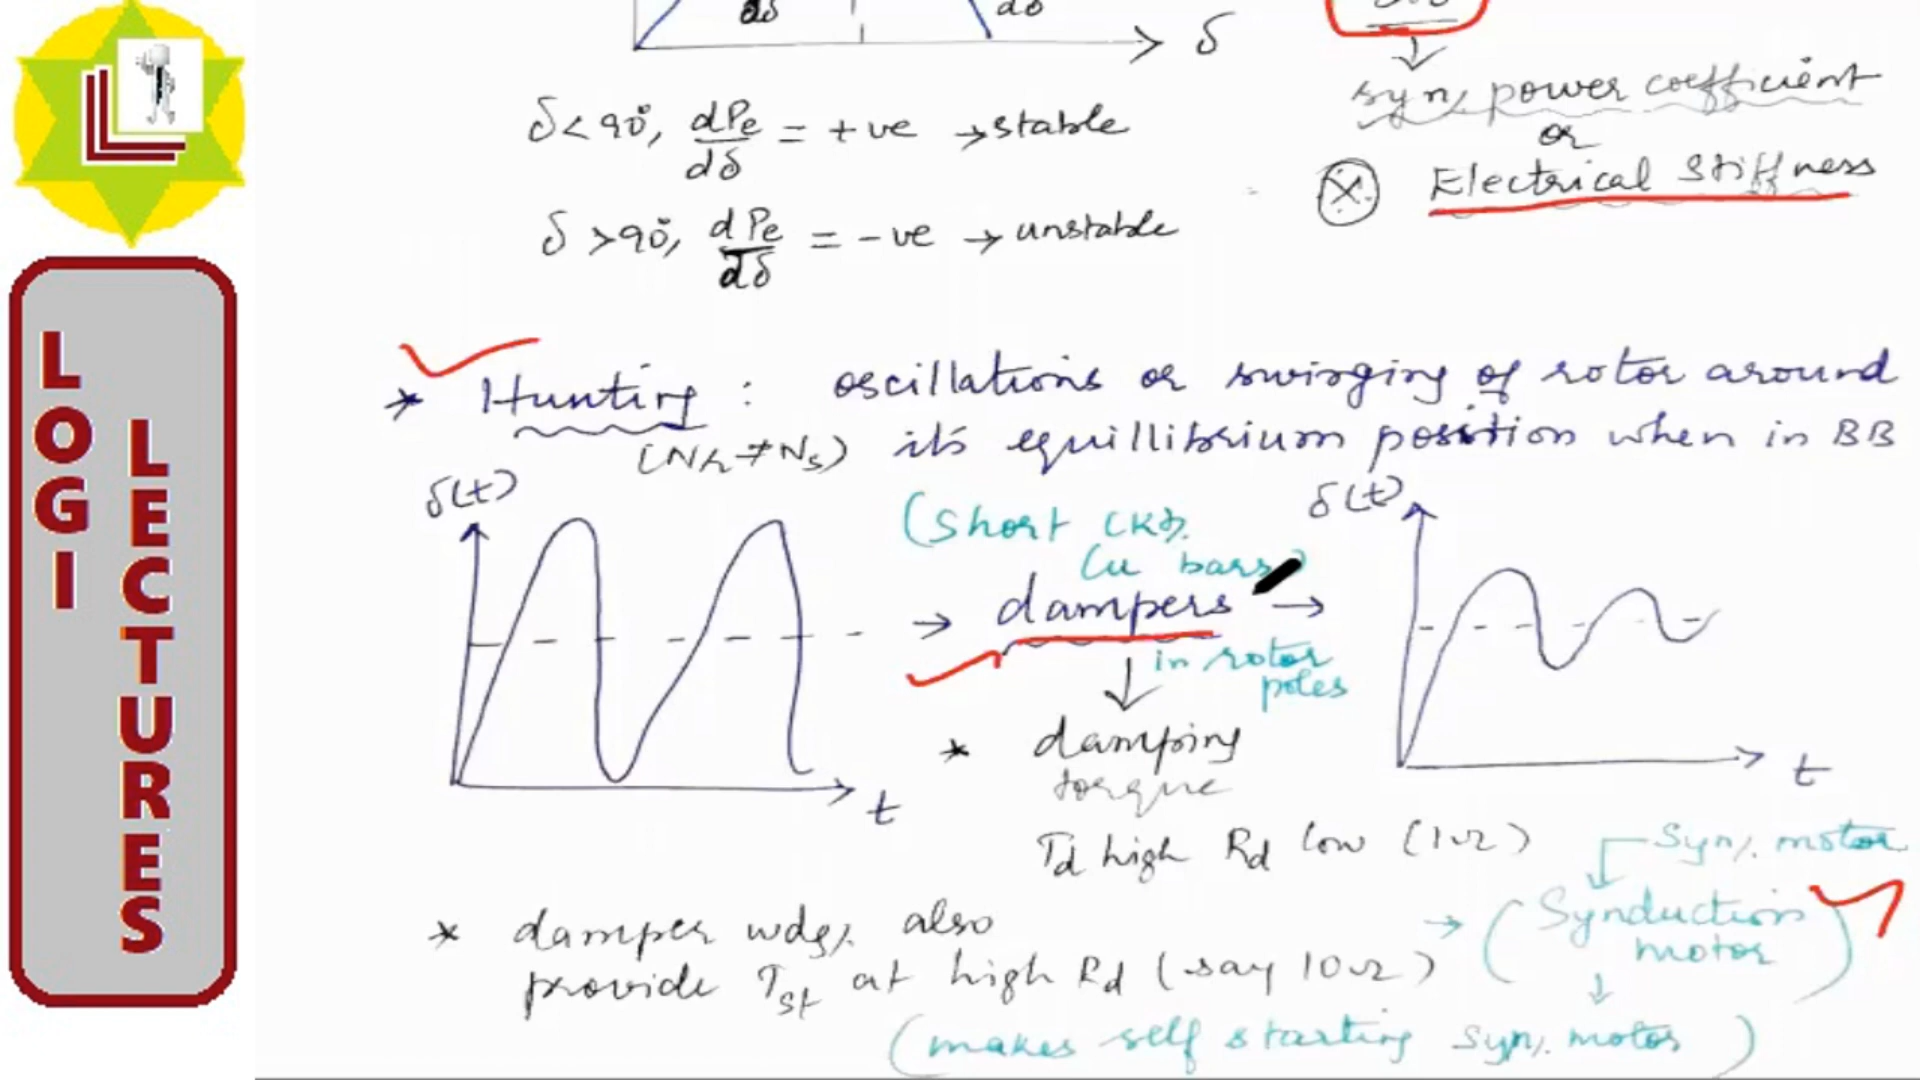 LOGI
LECTURES
dδ
dδ
δ
syn. power coefficient
or
Electrical stiffness
δ<90°, dPe/dδ = +ve → stable
δ>90°, dPe/dδ = -ve → unstable
* Hunting : oscillations or swinging of rotor around
(Nr ≠ Ns) its equillibrium position when in BB
δ(t)
t
(short ckt.
Cu bars)
→ dampers →
in rotor
poles
δ(t)
t
* damping
torque
Td high Rd low (1Ω)
Syn. motor
* damper wdg. also
provide Tst at high Rd (say 10Ω)
→ (Synduction
motor)
(makes self starting syn. motor)